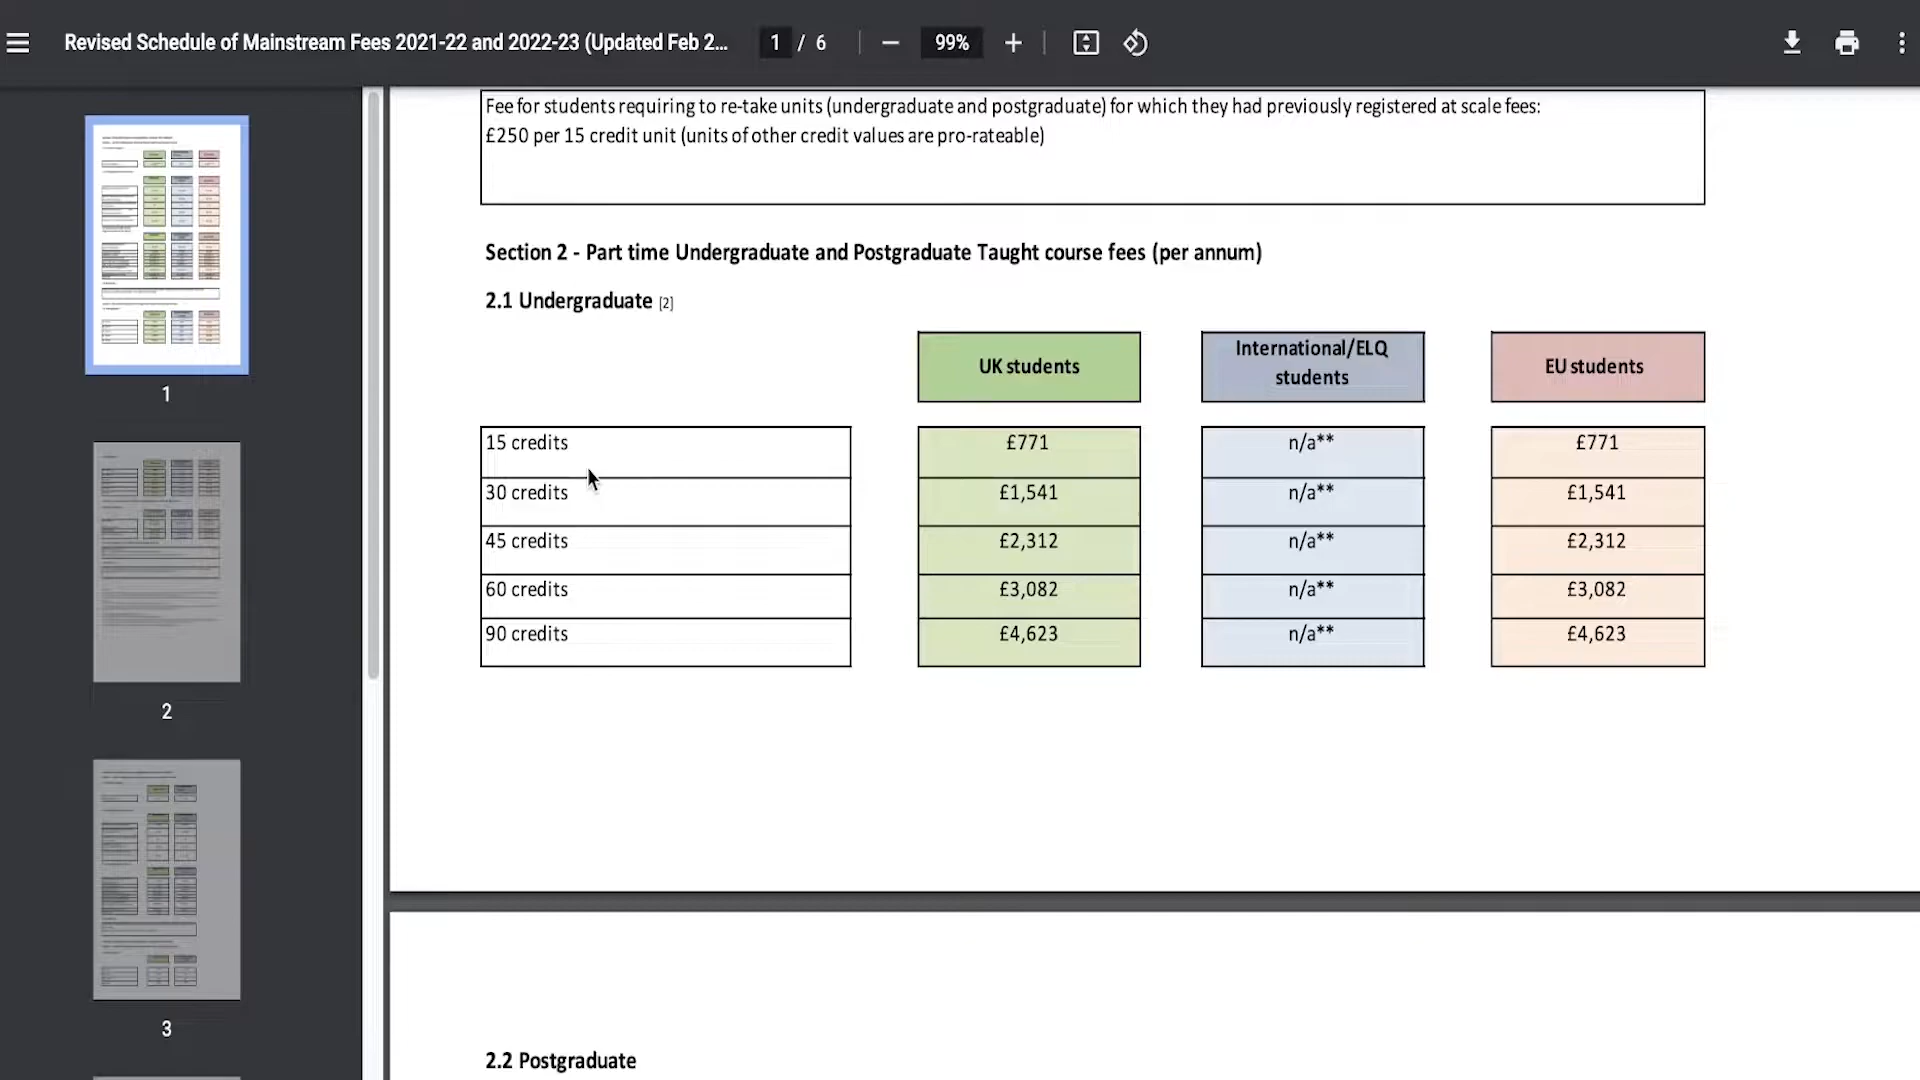 Revised Schedule of Mainstream Fees 2021-22 and 2022-23 (Updated Feb 2...
1 / 6
99%
Fee for students requiring to re-take units (undergraduate and postgraduate) for which they had previously registered at scale fees:
£250 per 15 credit unit (units of other credit values are pro-rateable)
Section 2 - Part time Undergraduate and Postgraduate Taught course fees (per annum)
2.1 Undergraduate [2]
UK students
International/ELQ
students
EU students
15 credits £771 n/a** £771
30 credits £1,541 n/a** £1,541
45 credits £2,312 n/a** £2,312
60 credits £3,082 n/a** £3,082
90 credits £4,623 n/a** £4,623
2.2 Postgraduate
1
2
3